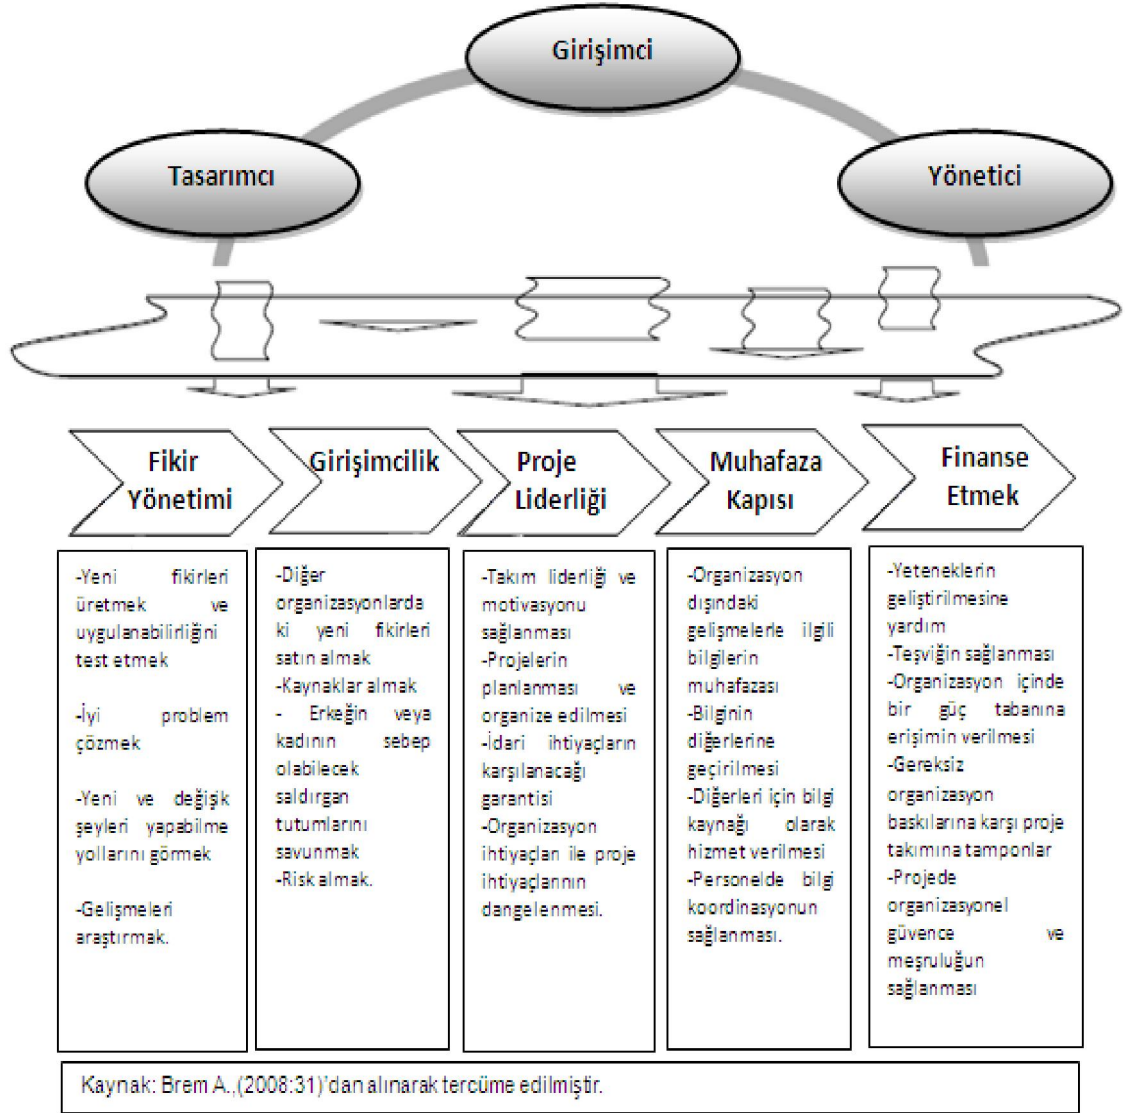 Girişimci
Tasarımcı
Yönetici
Fikir
Yönetimi
Girişimcilik
Proje
Liderliği
Muhafaza
Kapısı
Finanse
Etmek
-Yeni fikirleri
üretmek ve
uygulanabilirliğini
test etmek
-İyi problem
çözmek
-Yeni ve değişik
şeyleri yapabilme
yollarını görmek
-Gelişmeleri
araştırmak.
-Diğer
organizasyonlarda
ki yeni fikirleri
satın almak
-Kaynaklar almak
- Erkeğin veya
kadının sebep
olabilecek
saldırgan
tutumlarını
savunmak
-Risk almak.
-Takım liderliği ve
motivasyonu
sağlanması
-Projelerin
planlanması ve
organize edilmesi
-İdari ihtiyaçların
karşılanacağı
garantisi
-Organizasyon
ihtiyaçları ile proje
ihtiyaçlarının
dangelenmesi.
-Organizasyon
dışındaki
gelişmelerle ilgili
bilgilerin
muhafazası
-Bilginin
diğerlerine
geçirilmesi
-Diğerleri için bilgi
kaynağı olarak
hizmet verilmesi
-Personelde bilgi
koordinasyonun
sağlanması.
-Yeteneklerin
geliştirilmesine
yardım
-Teşviğin sağlanması
-Organizasyon içinde
bir güç tabanına
erişimin verilmesi
-Gereksiz
organizasyon
baskılarına karşı proje
takımına tamponlar
-Projede
organizasyonel
güvence ve
meşruluğun
sağlanması
Kaynak: Brem A.,(2008:31)'dan alınarak tercüme edilmiştir.